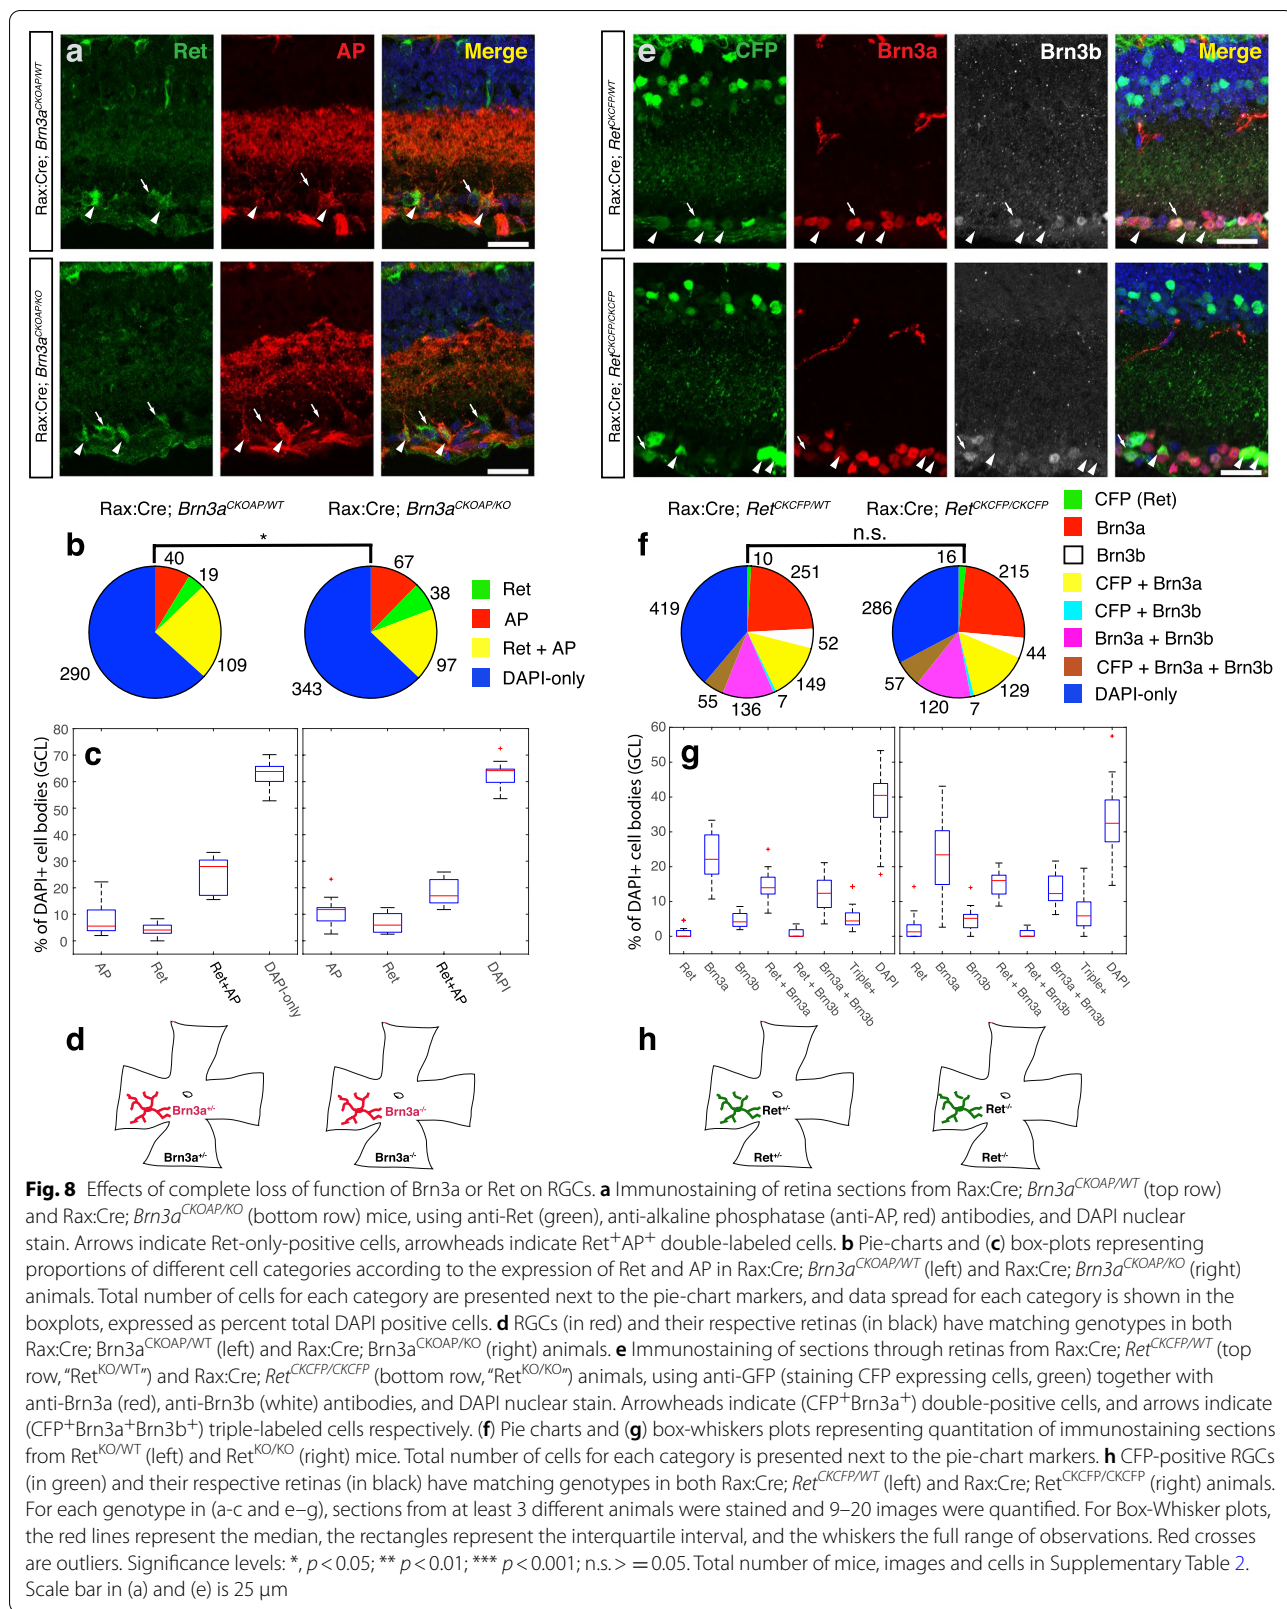 a Ret AP Merge
Rax:Cre; Brn3a^CKOAP/WT
Rax:Cre; Brn3a^CKOAP/KO
e CFP Brn3a Brn3b Merge
Rax:Cre; Ret^CKCFP/WT
Rax:Cre; Ret^CKCFP/CKCFP
Rax:Cre; Brn3a^CKOAP/WT Rax:Cre; Brn3a^CKOAP/KO
b
*
40 19 109 290
67 38 97 343
Ret
AP
Ret + AP
DAPI-only
Rax:Cre; Ret^CKCFP/WT Rax:Cre; Ret^CKCFP/CKCFP
f
n.s.
10 251 52 149 7 136 55 419
16 215 44 129 7 120 57 286
CFP (Ret)
Brn3a
Brn3b
CFP + Brn3a
CFP + Brn3b
Brn3a + Brn3b
CFP + Brn3a + Brn3b
DAPI-only
c
% of DAPI+ cell bodies (GCL)
80
70
60
50
40
30
20
10
0
AP Ret Ret+AP DAPI-only
AP Ret Ret+AP DAPI
g
% of DAPI+ cell bodies (GCL)
60
50
40
30
20
10
0
Ret Brn3a Brn3b Ret + Brn3a Ret + Brn3b Brn3a + Brn3b Triple+ DAPI
Ret Brn3a Brn3b Ret + Brn3a Ret + Brn3b Brn3a + Brn3b Triple+ DAPI
d
Brn3a+/-
Brn3a+/-
Brn3a-/-
Brn3a-/-
h
Ret+/-
Ret+/-
Ret-/-
Ret-/-
Fig. 8 Effects of complete loss of function of Brn3a or Ret on RGCs. a Immunostaining of retina sections from Rax:Cre; Brn3a^CKOAP/WT (top row)
and Rax:Cre; Brn3a^CKOAP/KO (bottom row) mice, using anti-Ret (green), anti-alkaline phosphatase (anti-AP, red) antibodies, and DAPI nuclear
stain. Arrows indicate Ret-only-positive cells, arrowheads indicate Ret+AP+ double-labeled cells. b Pie-charts and (c) box-plots representing
proportions of different cell categories according to the expression of Ret and AP in Rax:Cre; Brn3a^CKOAP/WT (left) and Rax:Cre; Brn3a^CKOAP/KO (right)
animals. Total number of cells for each category are presented next to the pie-chart markers, and data spread for each category is shown in the
boxplots, expressed as percent total DAPI positive cells. d RGCs (in red) and their respective retinas (in black) have matching genotypes in both
Rax:Cre; Brn3a^CKOAP/WT (left) and Rax:Cre; Brn3a^CKOAP/KO (right) animals. e Immunostaining of sections through retinas from Rax:Cre; Ret^CKCFP/WT (top
row, “Ret^KO/WT”) and Rax:Cre; Ret^CKCFP/CKCFP (bottom row, “Ret^KO/KO”) animals, using anti-GFP (staining CFP expressing cells, green) together with
anti-Brn3a (red), anti-Brn3b (white) antibodies, and DAPI nuclear stain. Arrowheads indicate (CFP+Brn3a+) double-positive cells, and arrows indicate
(CFP+Brn3a+Brn3b+) triple-labeled cells respectively. (f) Pie charts and (g) box-whiskers plots representing quantitation of immunostaining sections
from Ret^KO/WT (left) and Ret^KO/KO (right) mice. Total number of cells for each category is presented next to the pie-chart markers. h CFP-positive RGCs
(in green) and their respective retinas (in black) have matching genotypes in both Rax:Cre; Ret^CKCFP/WT (left) and Rax:Cre; Ret^CKCFP/CKCFP (right) animals.
For each genotype in (a-c and e–g), sections from at least 3 different animals were stained and 9–20 images were quantified. For Box-Whisker plots,
the red lines represent the median, the rectangles represent the interquartile interval, and the whiskers the full range of observations. Red crosses
are outliers. Significance levels: *, p < 0.05; ** p < 0.01; *** p < 0.001; n.s. > = 0.05. Total number of mice, images and cells in Supplementary Table 2.
Scale bar in (a) and (e) is 25 µm